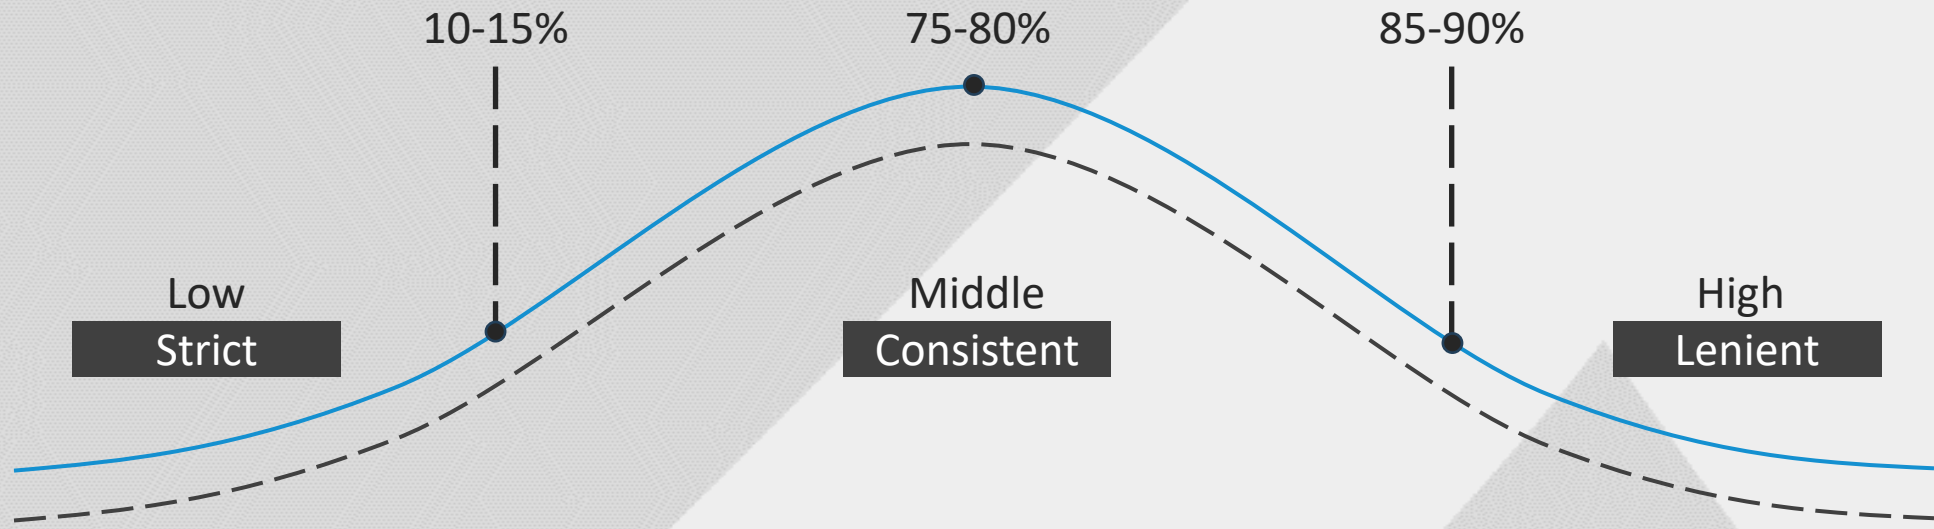 10-15%
75-80%
85-90%
Low
Strict
Middle
Consistent
High
Lenient